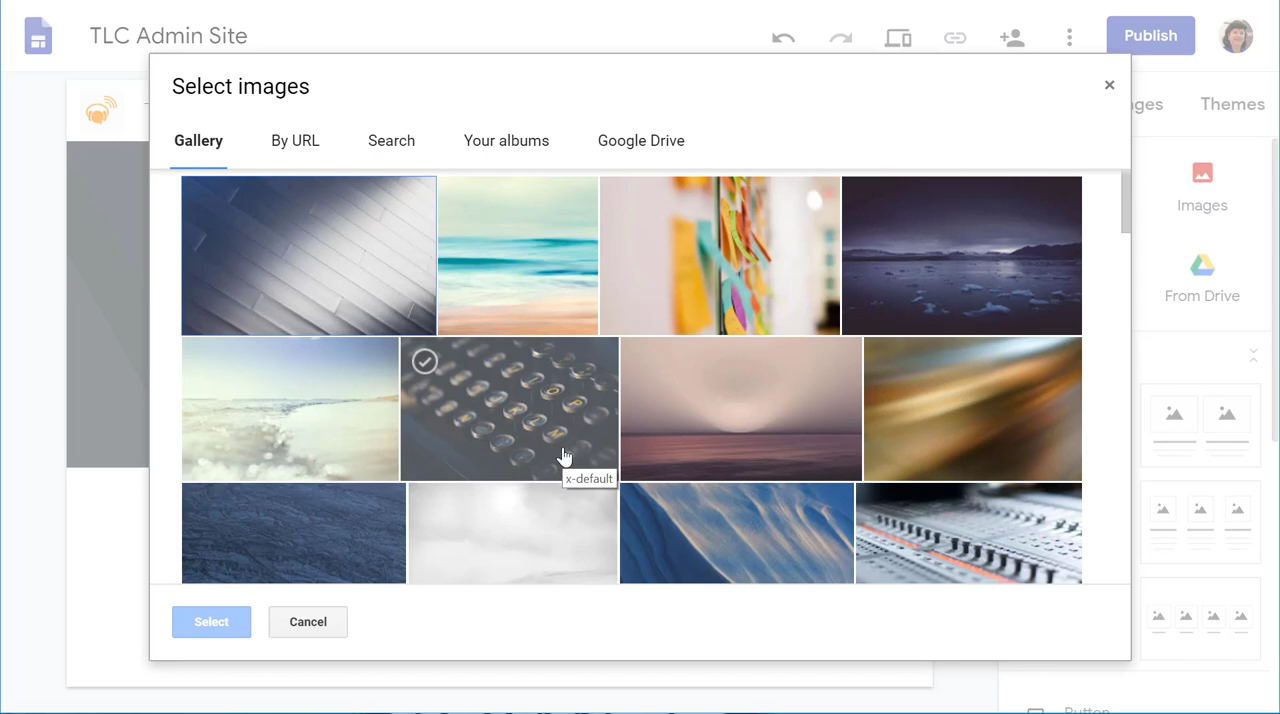 TLC Admin Site
Publish
Select images
×
Gallery
By URL
Search
Your albums
Google Drive
Themes
Images
From Drive
x-default
Select
Cancel
Button